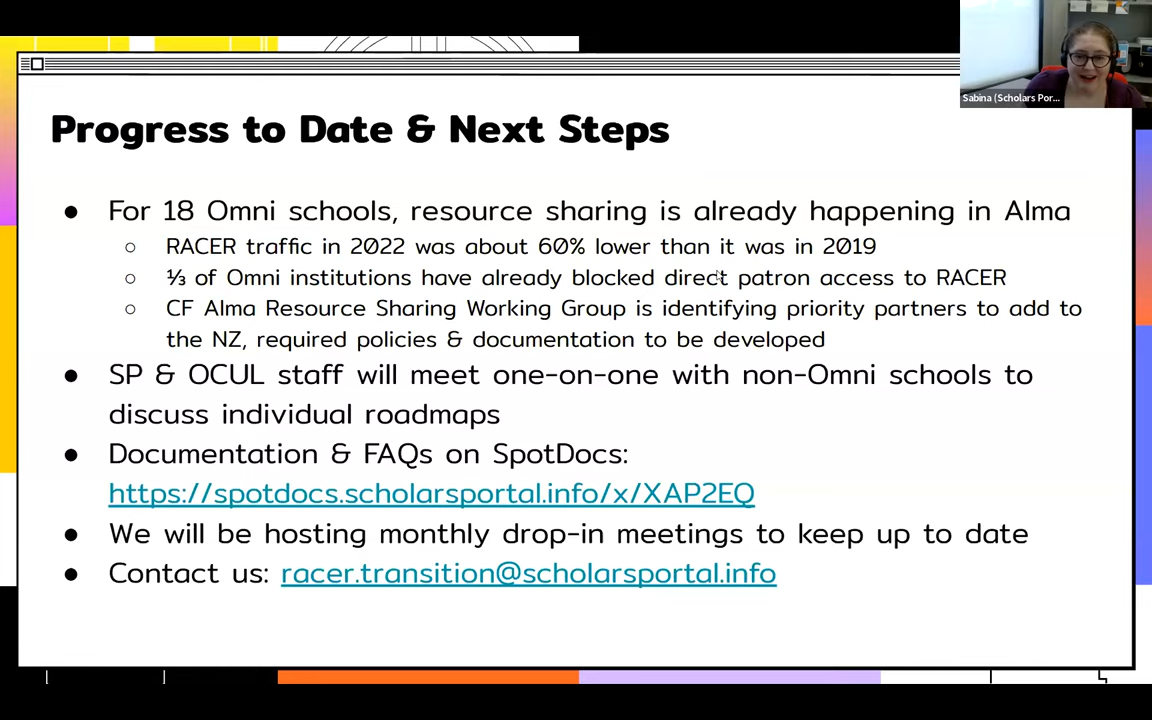 Sabina (Scholars Por...
Progress to Date & Next Steps
● For 18 Omni schools, resource sharing is already happening in Alma
○ RACER traffic in 2022 was about 60% lower than it was in 2019
○ ⅓ of Omni institutions have already blocked direct patron access to RACER
○ CF Alma Resource Sharing Working Group is identifying priority partners to add to
the NZ, required policies & documentation to be developed
● SP & OCUL staff will meet one-on-one with non-Omni schools to
discuss individual roadmaps
● Documentation & FAQs on SpotDocs:
https://spotdocs.scholarsportal.info/x/XAP2EQ
● We will be hosting monthly drop-in meetings to keep up to date
● Contact us: racer.transition@scholarsportal.info